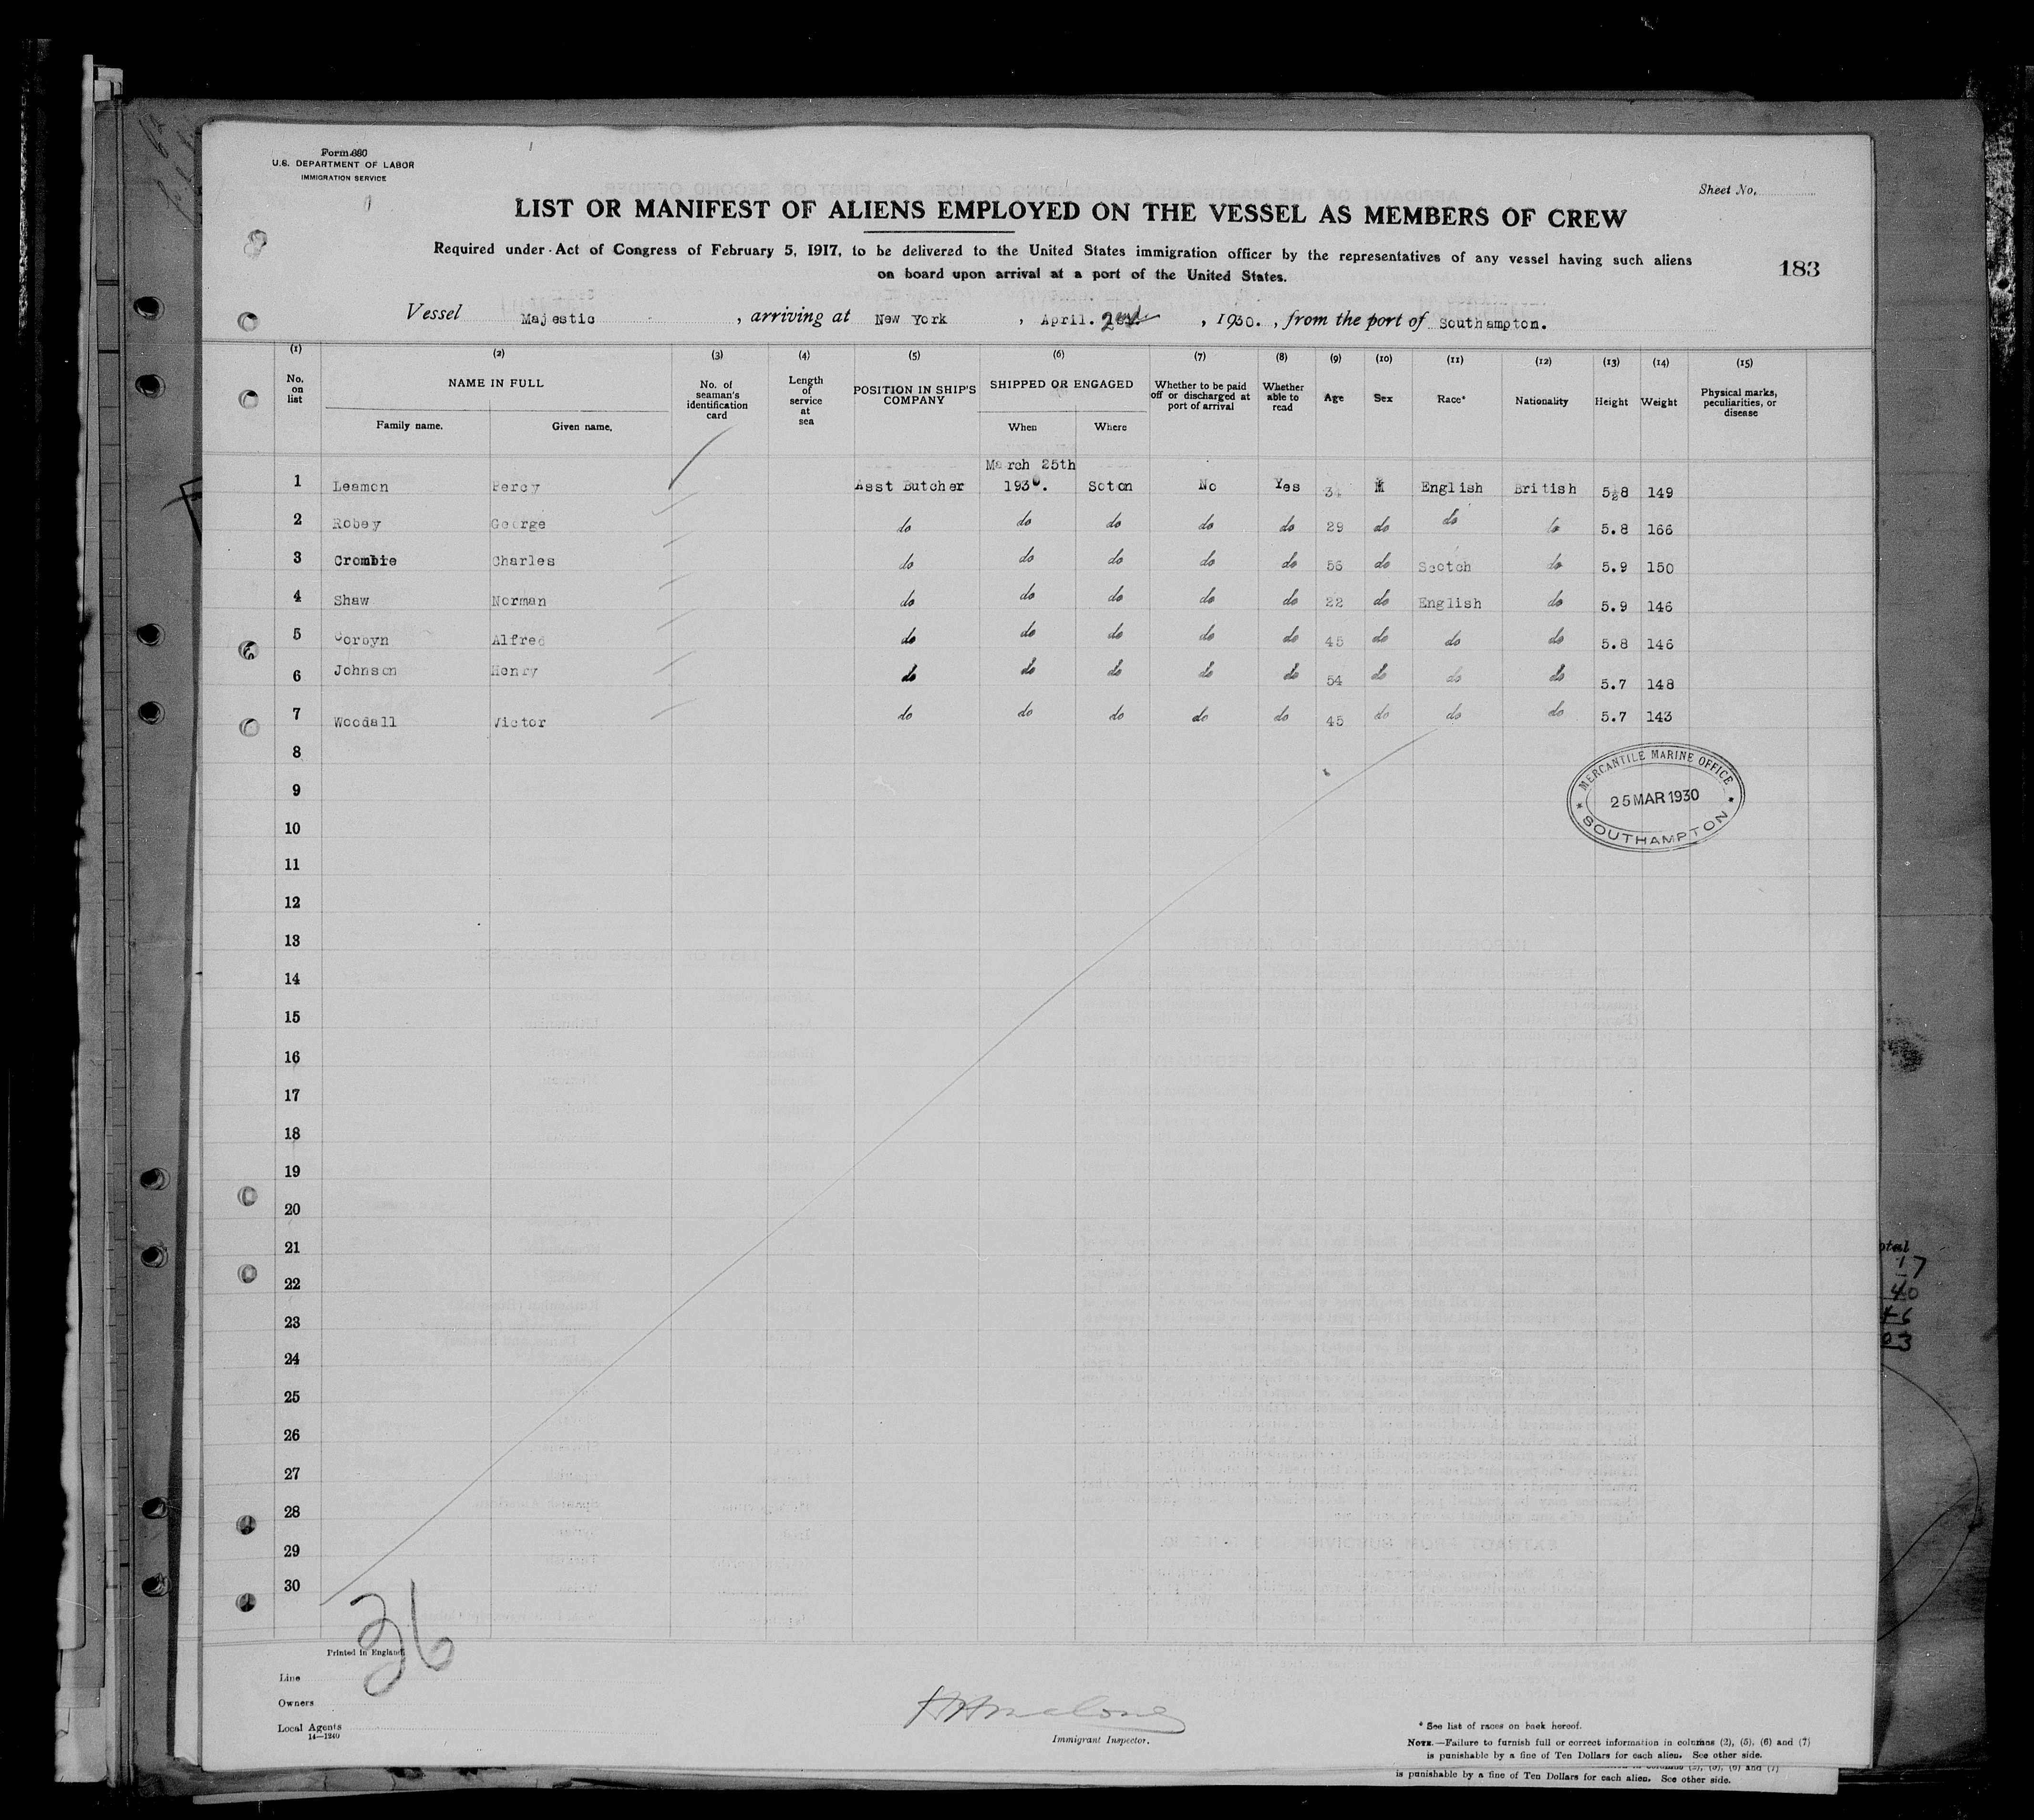 Form 680
U.S. DEPARTMENT OF LABOR
IMMIGRATION SERVICE
Sheet No.
LIST OR MANIFEST OF ALIENS EMPLOYED ON THE VESSEL AS MEMBERS OF CREW
Required under Act of Congress of February 5, 1917, to be delivered to the United States immigration officer by the representatives of any vessel having such aliens
on board upon arrival at a port of the United States.
183
Vessel Majestic, arriving at New York, April. 2nd, 1930., from the port of Southampton.
(1) (2) (3) (4) (5) (6) (7) (8) (9) (10) (11) (12) (13) (14) (15)
No. on list NAME IN FULL Family name. Given name. No. of seaman's identification card Length of service at sea POSITION IN SHIP'S COMPANY SHIPPED OR ENGAGED When Where Whether to be paid off or discharged at port of arrival Whether able to read Age Sex Race* Nationality Height Weight Physical marks, peculiarities, or disease
March 25th
1 Leamon Percy Asst Butcher 1930. Soton No Yes M English British 149
2 Robey George do do do do do 29 do do do 5.8 166
3 Crombie Charles do do do do do 56 do Scotch do 5.9 150
4 Shaw Norman do do do do do 22 do English do 5.9 146
5 Corbyn Alfred do do do do do 45 do do do 5.8 146
6 Johnson Henry do do do do do 54 do do do 5.7 148
7 Woodall Victor do do do do do 45 do do do 5.7 143
8
MERCANTILE MARINE OFFICE
25 MAR 1930
SOUTHAMPTON
9
10
11
12
13
14
15
16
17
18
19
20
21
22
23
24
25
26
27
28
29
30
26
Printed in England
Line
Owners
Local Agents
14—1240
Immigrant Inspector.
* See list of races on back hereof.
NOTE.—Failure to furnish full or correct information in columns (2), (5), (6) and (7)
is punishable by a fine of Ten Dollars for each alien. See other side.
is punishable by a fine of Ten Dollars for each alien. See other side.
17
40